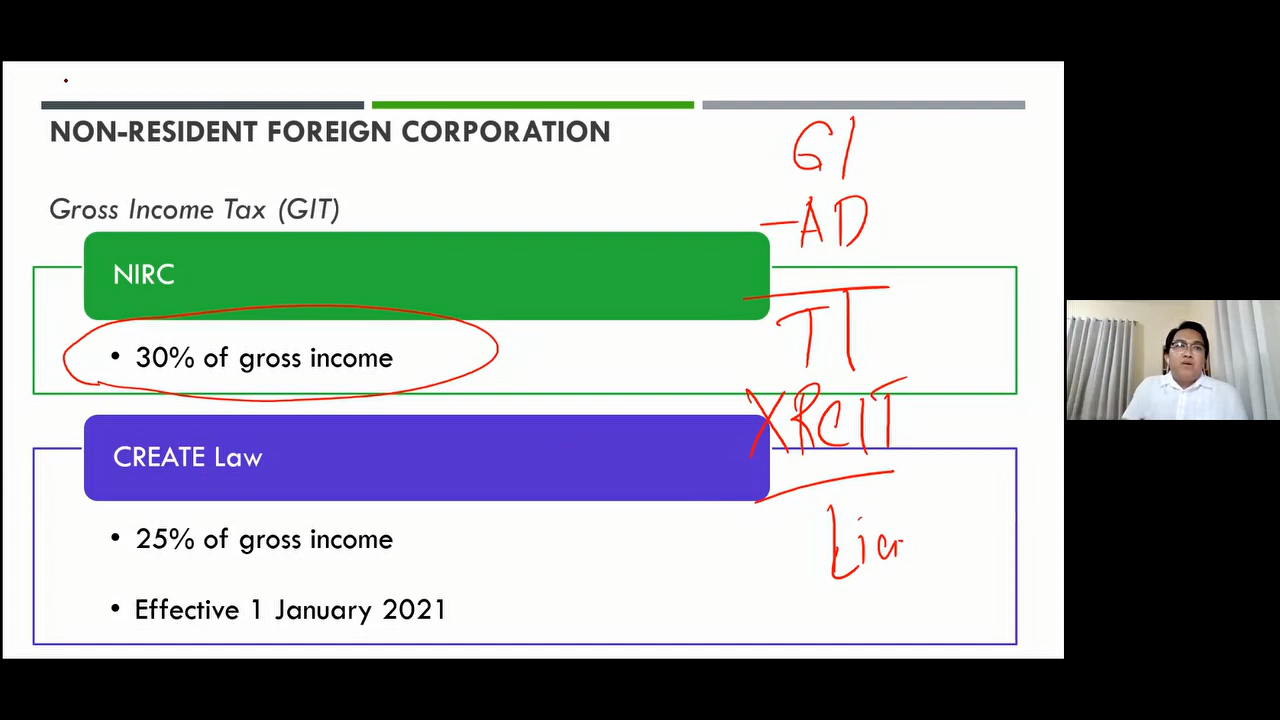 NON-RESIDENT FOREIGN CORPORATION
Gross Income Tax (GIT)
NIRC
• 30% of gross income
CREATE Law
• 25% of gross income
• Effective 1 January 2021
GI
-AD
TI
XRCIT
Lia